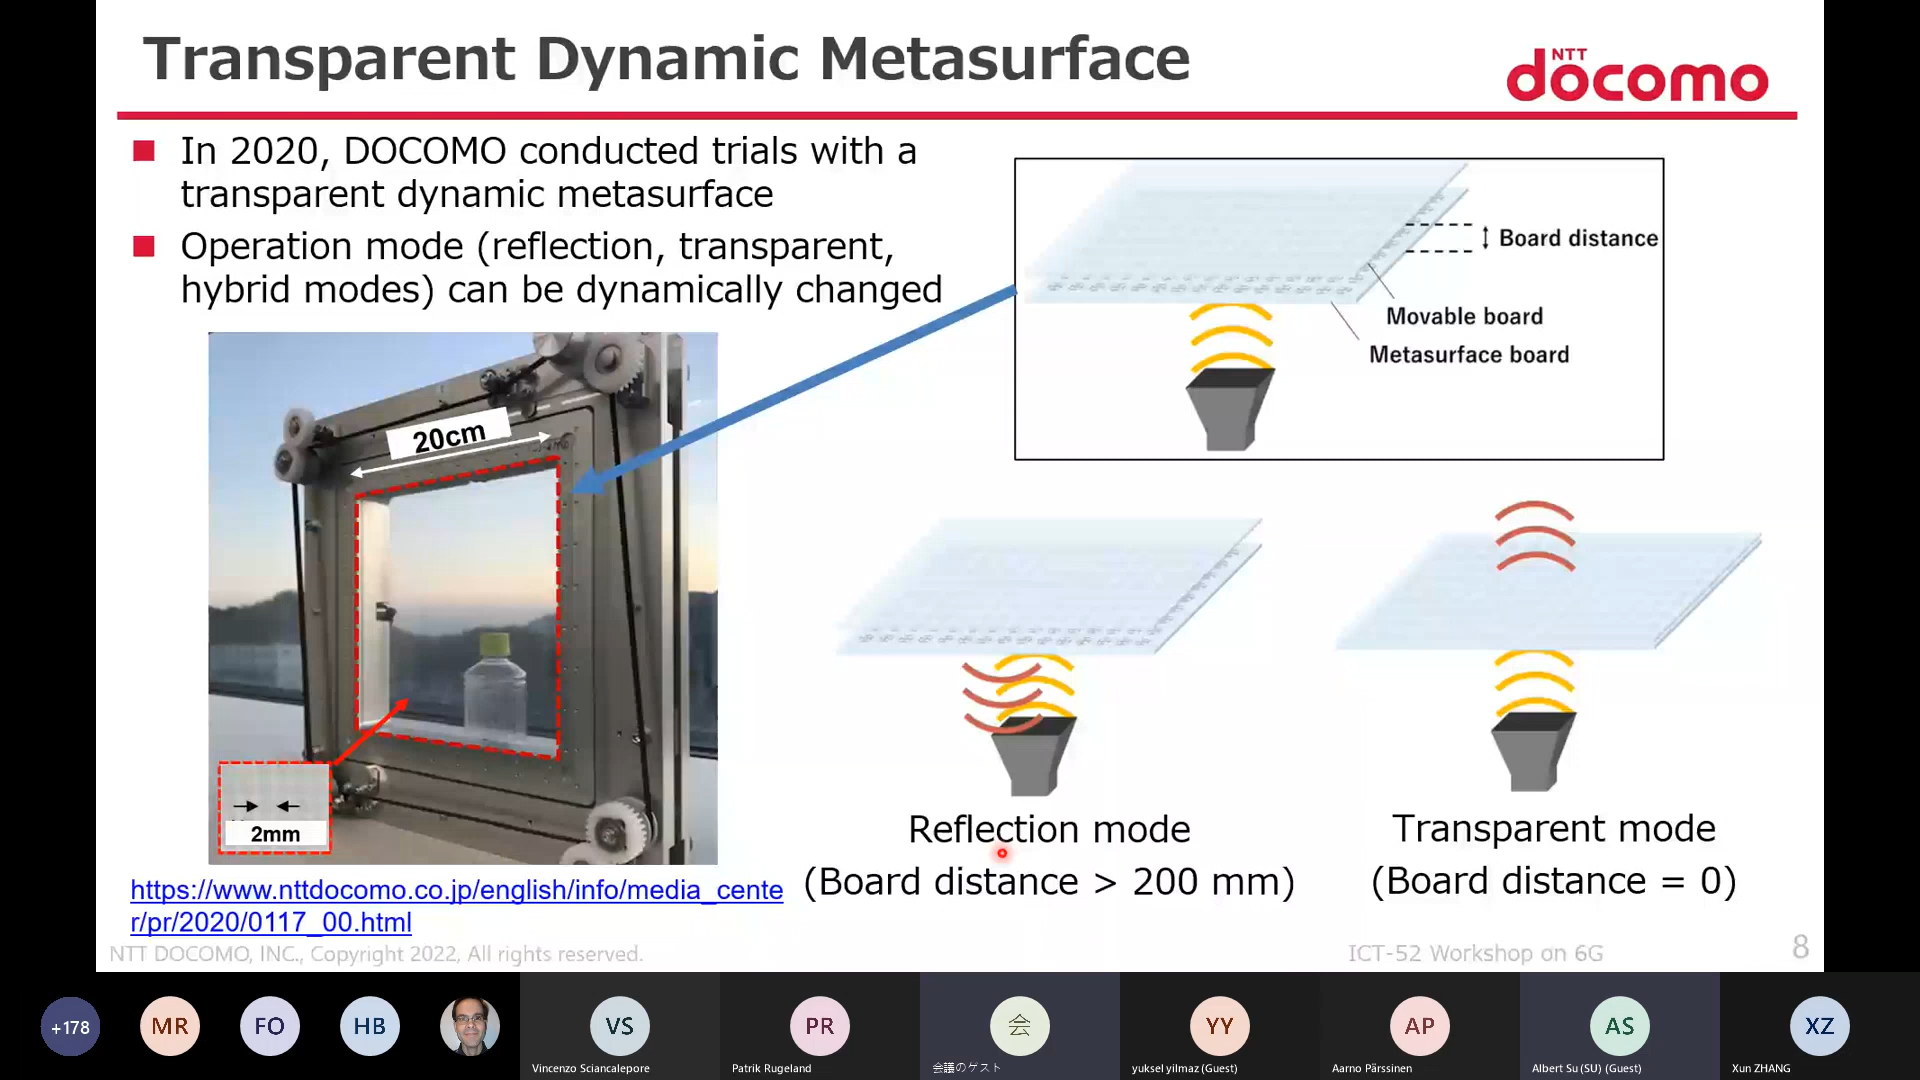 Transparent Dynamic Metasurface
NTT
docomo
In 2020, DOCOMO conducted trials with a
transparent dynamic metasurface
Operation mode (reflection, transparent,
hybrid modes) can be dynamically changed
Board distance
Movable board
Metasurface board
20cm
2mm
Reflection mode
(Board distance > 200 mm)
Transparent mode
(Board distance = 0)
https://www.nttdocomo.co.jp/english/info/media_cente
r/pr/2020/0117_00.html
NTT DOCOMO, INC., Copyright 2022, All rights reserved.
ICT-52 Workshop on 6G
8
+178
MR
FO
HB
VS
Vincenzo Sciancalepore
PR
Patrik Rugeland
会
会議のゲスト
YY
yuksel yilmaz (Guest)
AP
Aarno Pärssinen
AS
Albert Su (SU) (Guest)
XZ
Xun ZHANG